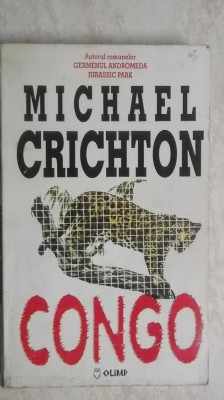 Autorul romanelor
GERMENUL ANDROMEDA
JURASSIC PARK
MICHAEL
CRICHTON
CONGO
OLIMP